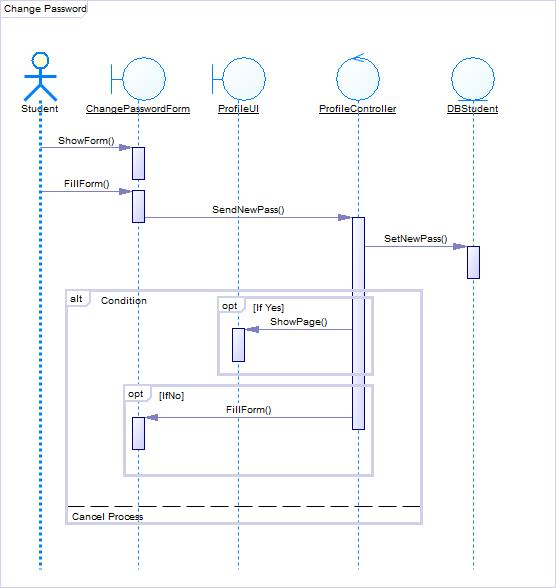 Change Password
Student
ChangePasswordForm
ProfileUI
ProfileController
DBStudent
ShowForm()
FillForm()
SendNewPass()
SetNewPass()
alt
Condition
opt
[If Yes]
ShowPage()
opt
[IfNo]
FillForm()
Cancel Process